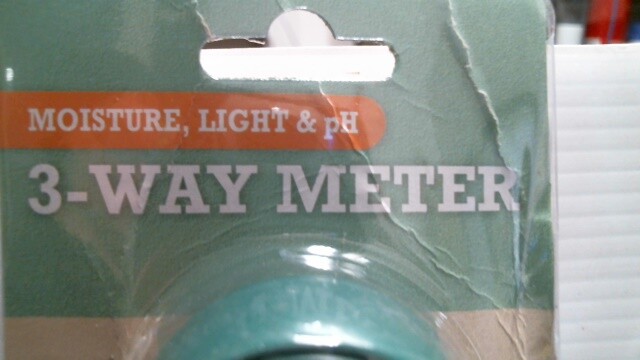 MOISTURE, LIGHT & pH
3-WAY METER